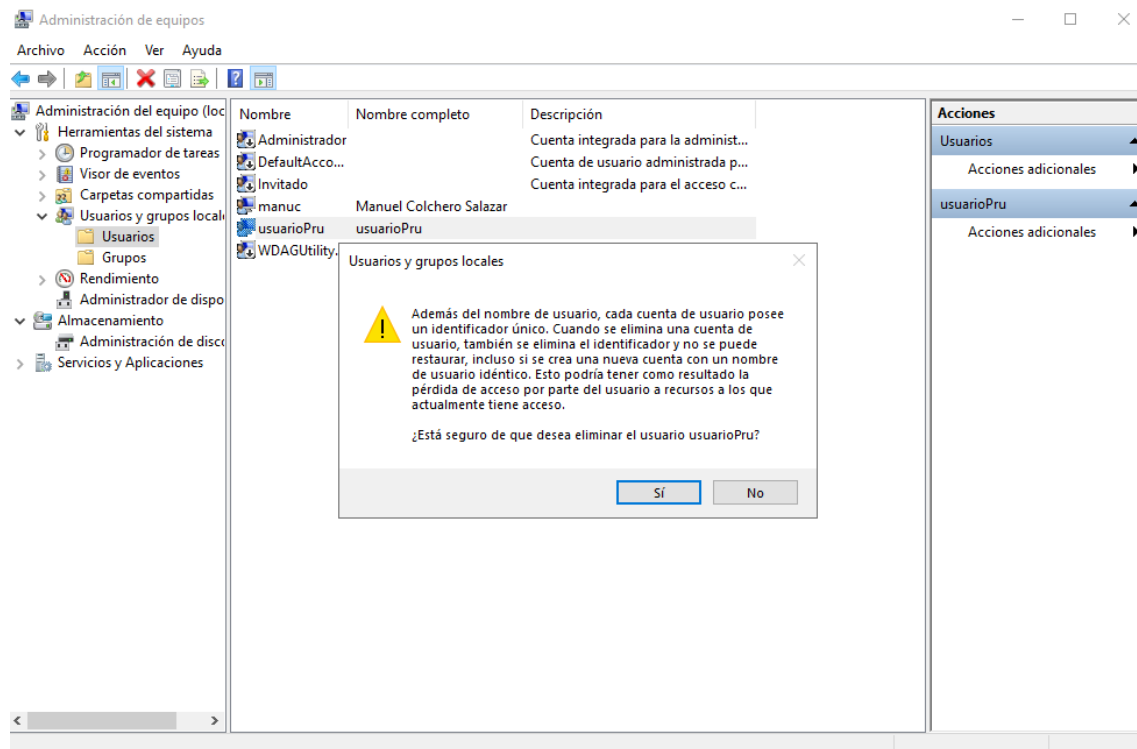 Administración de equipos
Archivo Acción Ver Ayuda
Administración del equipo (loc
Herramientas del sistema
Programador de tareas
Visor de eventos
Carpetas compartidas
Usuarios y grupos local
Usuarios
Grupos
Rendimiento
Administrador de dispo
Almacenamiento
Administración de disco
Servicios y Aplicaciones
Nombre Nombre completo Descripción
Administrador Cuenta integrada para la administ...
DefaultAcco... Cuenta de usuario administrada p...
Invitado Cuenta integrada para el acceso c...
manuc Manuel Colchero Salazar
usuarioPru usuarioPru
WDAGUtility.
Usuarios y grupos locales
Además del nombre de usuario, cada cuenta de usuario posee
un identificador único. Cuando se elimina una cuenta de
usuario, también se elimina el identificador y no se puede
restaurar, incluso si se crea una nueva cuenta con un nombre
de usuario idéntico. Esto podría tener como resultado la
pérdida de acceso por parte del usuario a recursos a los que
actualmente tiene acceso.
¿Está seguro de que desea eliminar el usuario usuarioPru?
Sí No
Acciones
Usuarios
Acciones adicionales
usuarioPru
Acciones adicionales